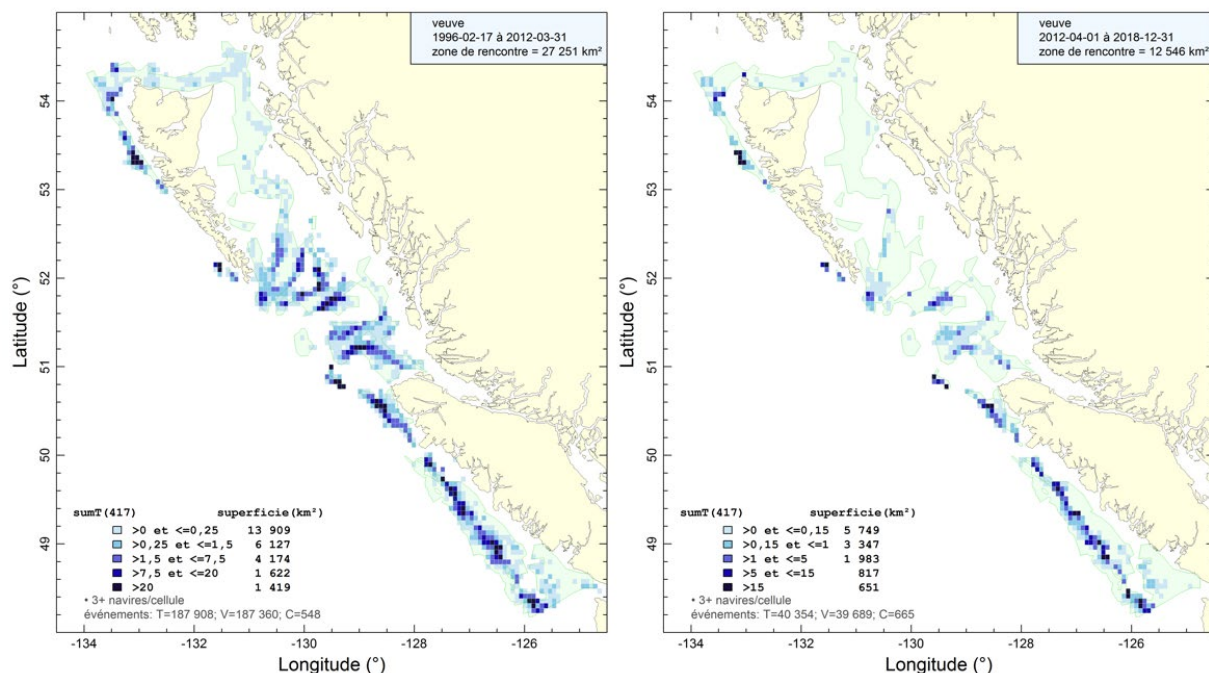 veuve
1996-02-17 à 2012-03-31
zone de rencontre = 27 251 km²
Latitude (°)
54
53
52
51
50
49
sumT(417) superficie(km²)
>0 et <=0,25 13 909
>0,25 et <=1,5 6 127
>1,5 et <=7,5 4 174
>7,5 et <=20 1 622
>20 1 419
• 3+ navires/cellule
événements: T=187 908; V=187 360; C=548
-134 -132 -130 -128 -126
Longitude (°)
veuve
2012-04-01 à 2018-12-31
zone de rencontre = 12 546 km²
Latitude (°)
54
53
52
51
50
49
sumT(417) superficie(km²)
>0 et <=0,15 5 749
>0,15 et <=1 3 347
>1 et <=5 1 983
>5 et <=15 817
>15 651
• 3+ navires/cellule
événements: T=40 354; V=39 689; C=665
-134 -132 -130 -128 -126
Longitude (°)